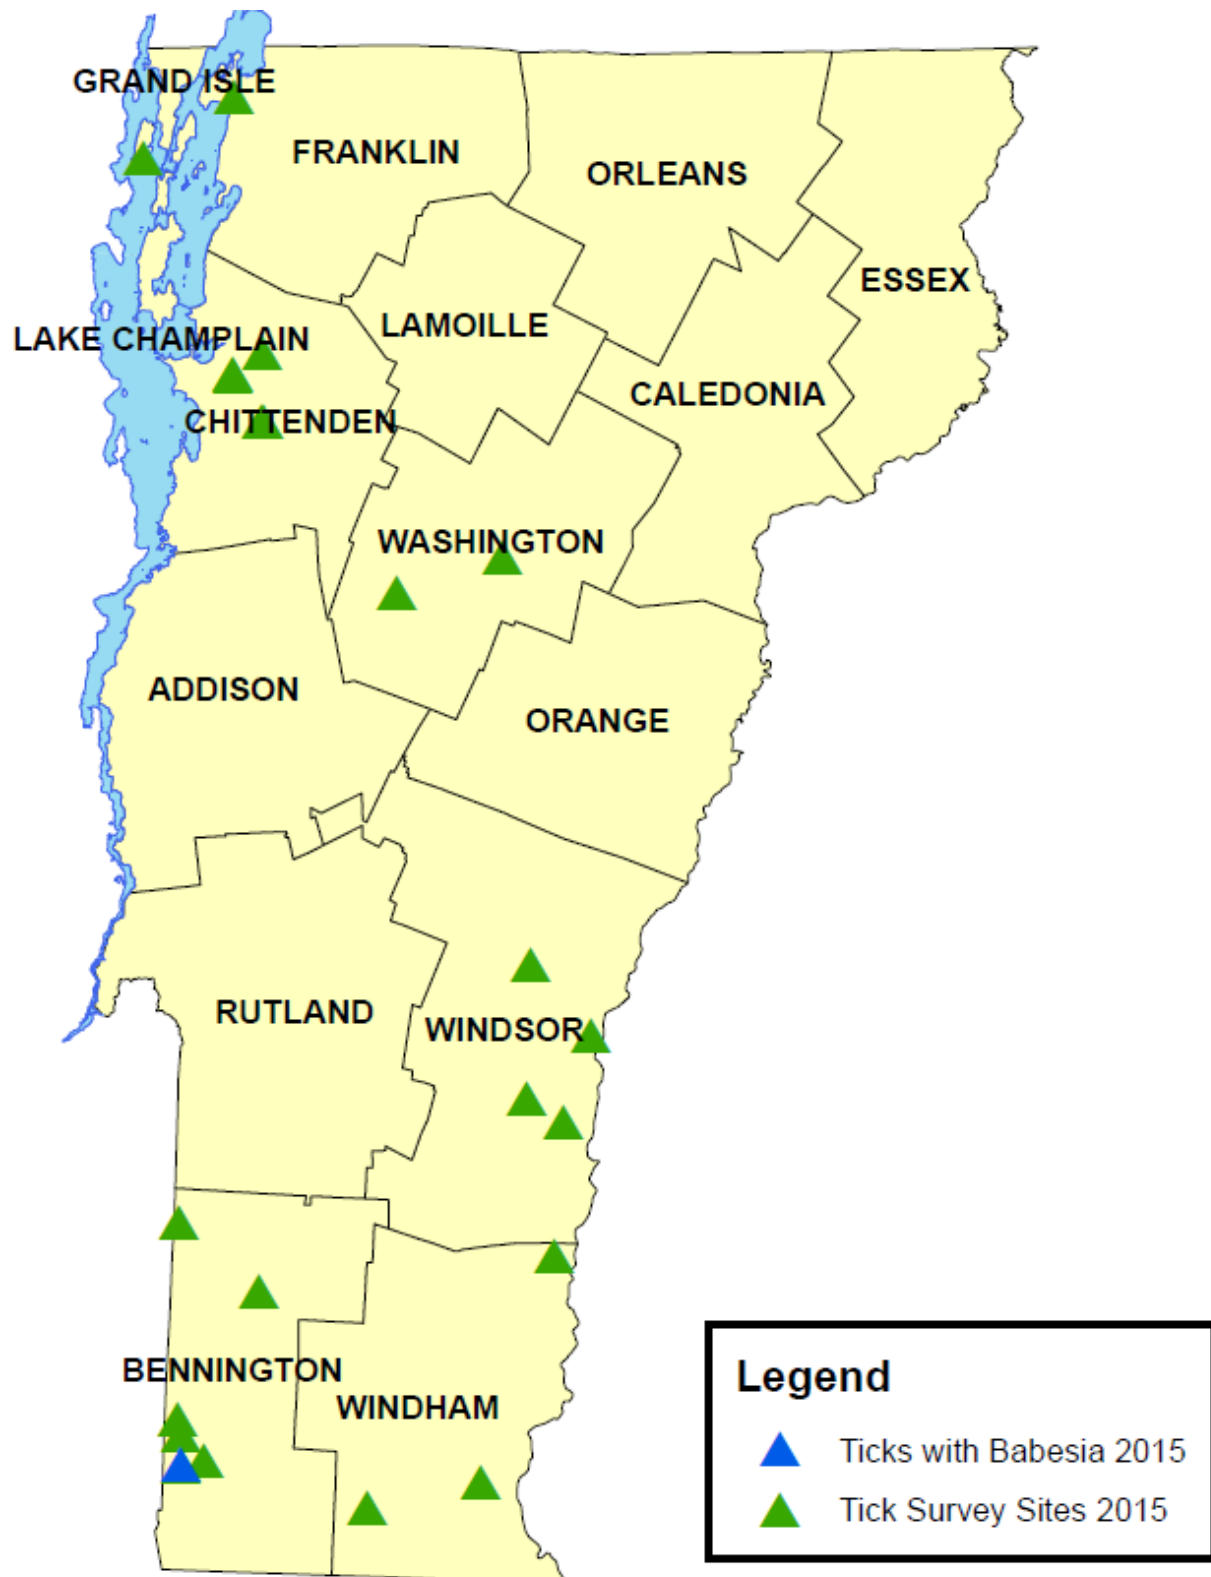 GRAND ISLE
FRANKLIN
ORLEANS
ESSEX
LAMOILLE
LAKE CHAMPLAIN
CALEDONIA
CHITTENDEN
WASHINGTON
ADDISON
ORANGE
RUTLAND
WINDSOR
BENNINGTON
WINDHAM
Legend
Ticks with Babesia 2015
Tick Survey Sites 2015